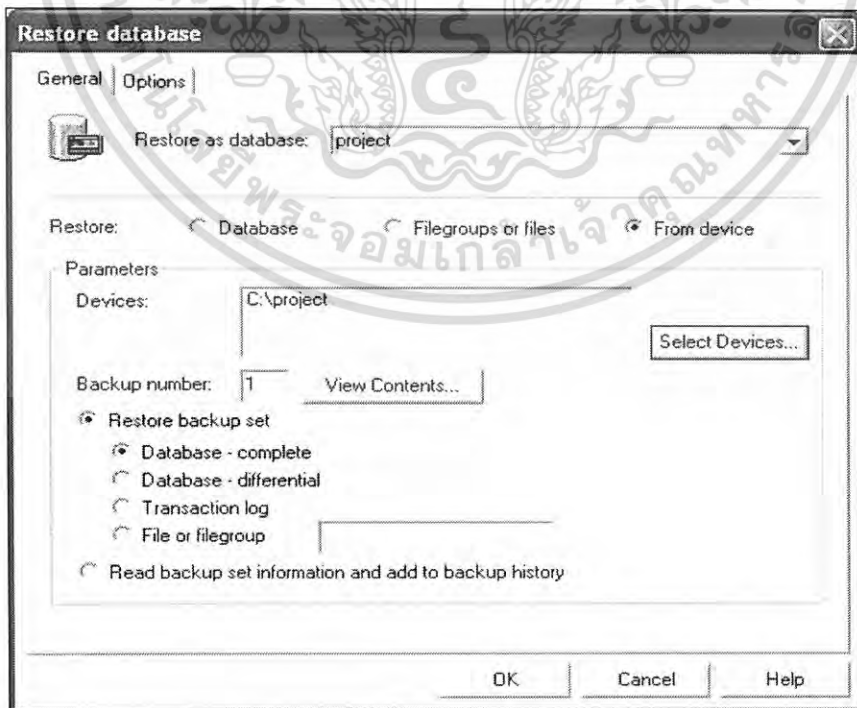 Restore database
General Options
Restore as database: project
Restore: Database Filegroups or files From device
Parameters
Devices: C:\project
Select Devices...
Backup number: 1 View Contents...
Restore backup set
Database - complete
Database - differential
Transaction log
File or filegroup
Read backup set information and add to backup history
OK Cancel Help